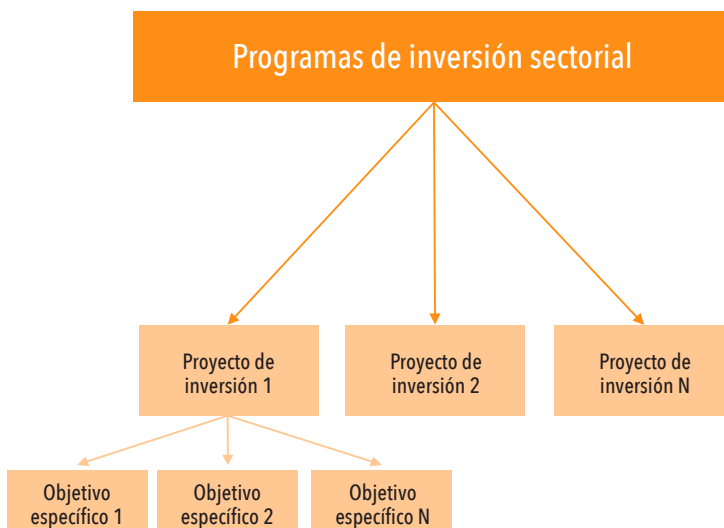 Programas de inversión sectorial
Proyecto de
inversión 1
Proyecto de
inversión 2
Proyecto de
inversión N
Objetivo
específico 1
Objetivo
específico 2
Objetivo
específico N